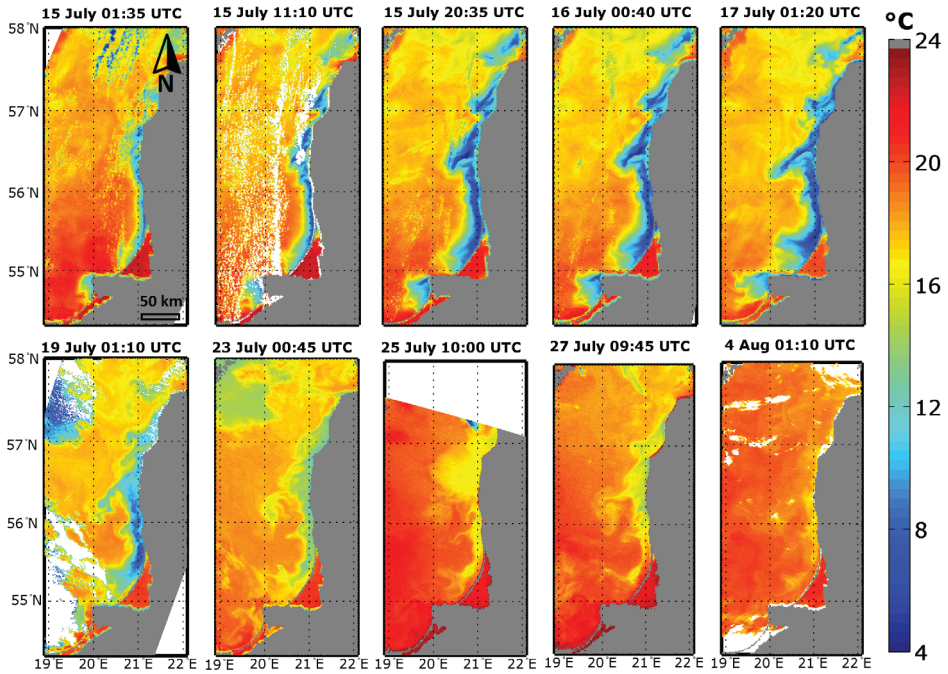 15 July 01:35 UTC 15 July 11:10 UTC 15 July 20:35 UTC 16 July 00:40 UTC 17 July 01:20 UTC
°C
58°N
24
N
57°N
20
56°N
16
55°N
50 km
19 July 01:10 UTC 23 July 00:45 UTC 25 July 10:00 UTC 27 July 09:45 UTC 4 Aug 01:10 UTC
58°N
12
57°N
56°N
8
55°N
4
19°E 20°E 21°E 22°E 19°E 20°E 21°E 22°E 19°E 20°E 21°E 22°E 19°E 20°E 21°E 22°E 19°E 20°E 21°E 22°E